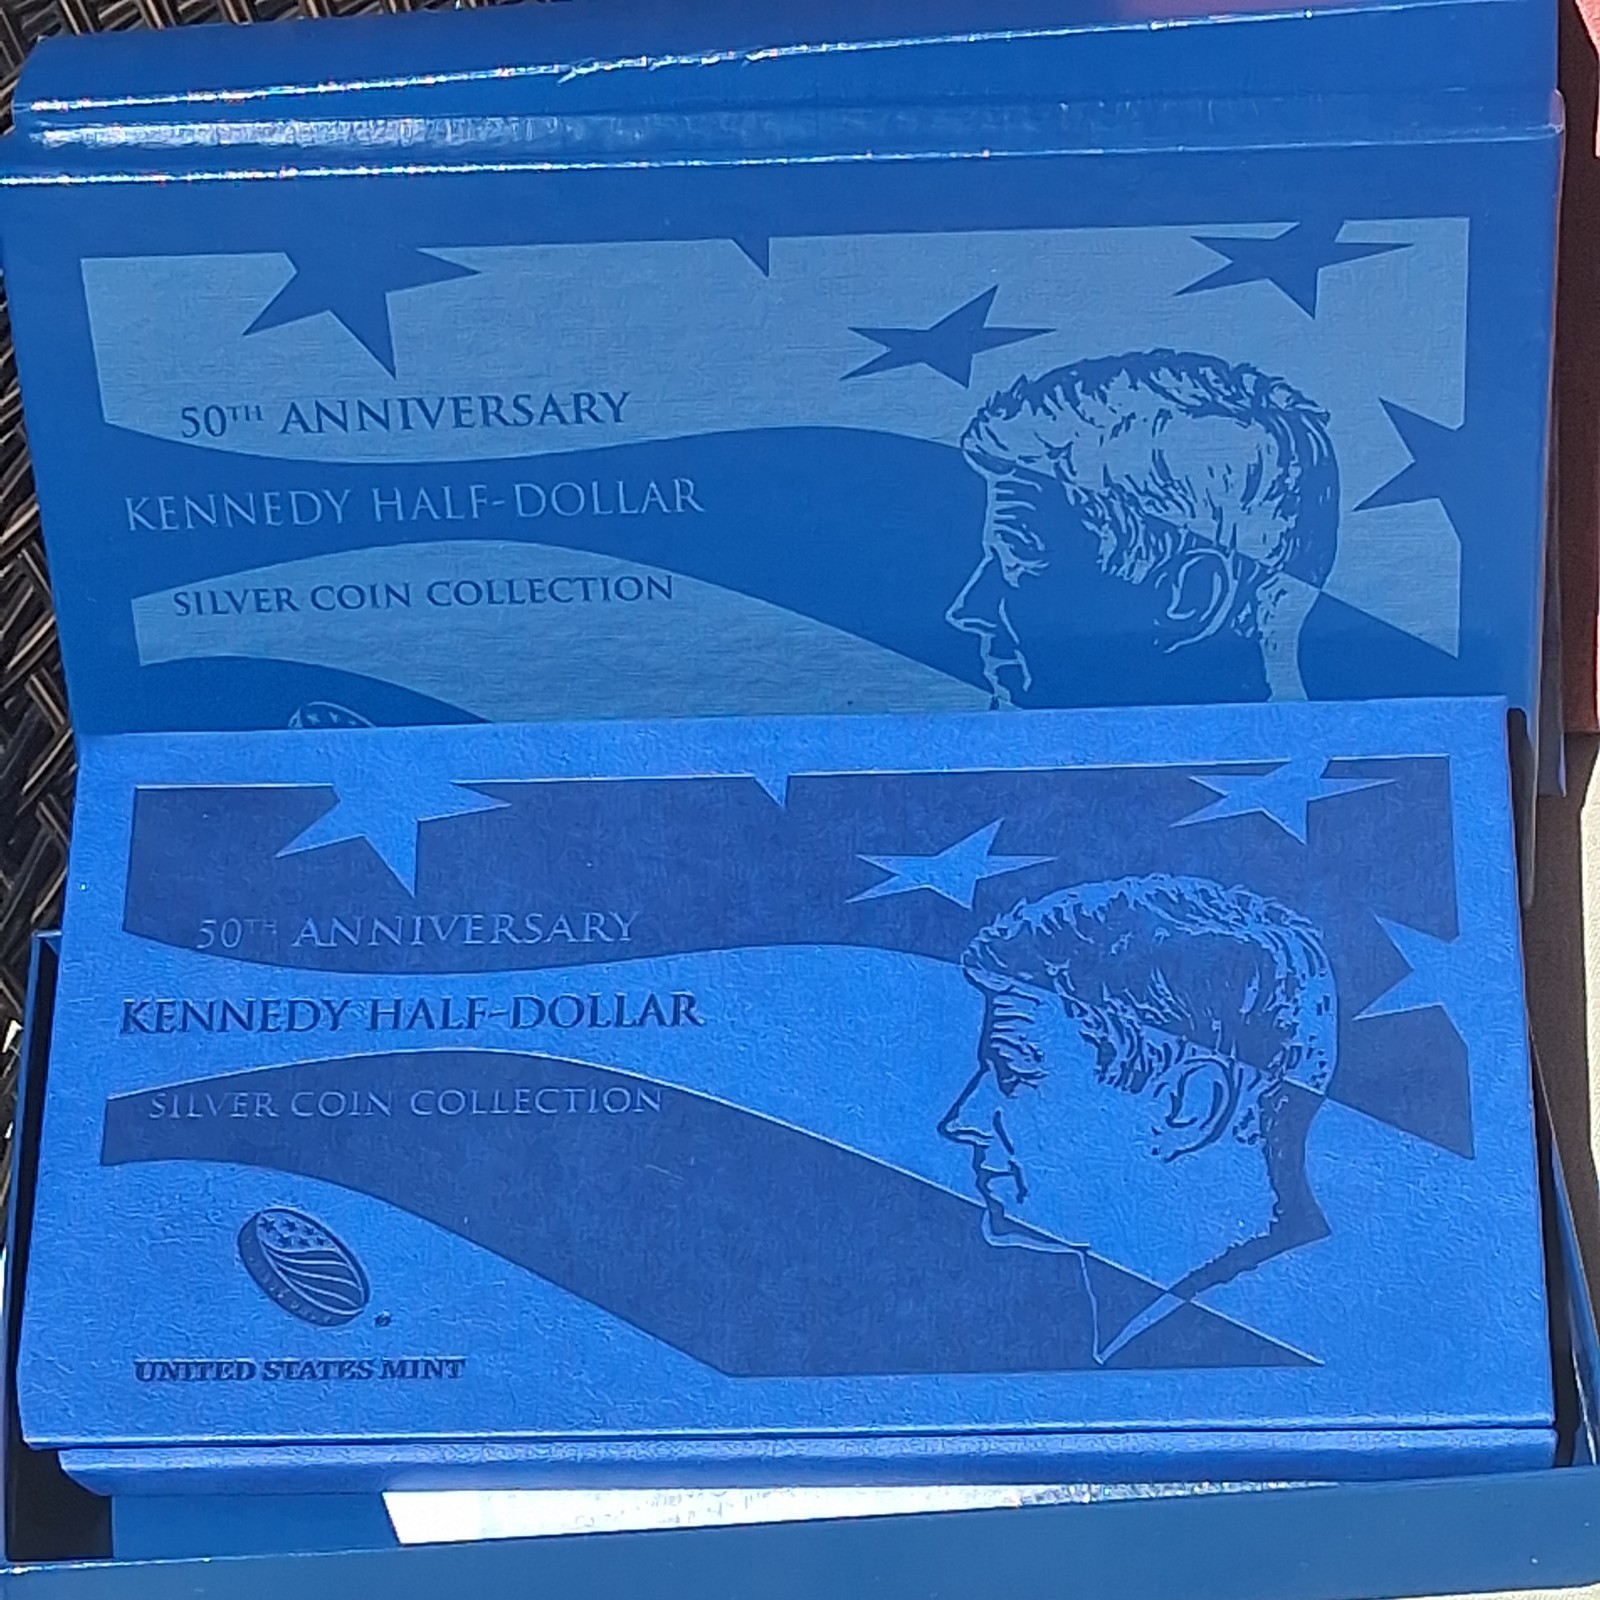 50TH ANNIVERSARY
KENNEDY HALF-DOLLAR
SILVER COIN COLLECTION
50TH ANNIVERSARY
KENNEDY HALF-DOLLAR
SILVER COIN COLLECTION
UNITED STATES MINT